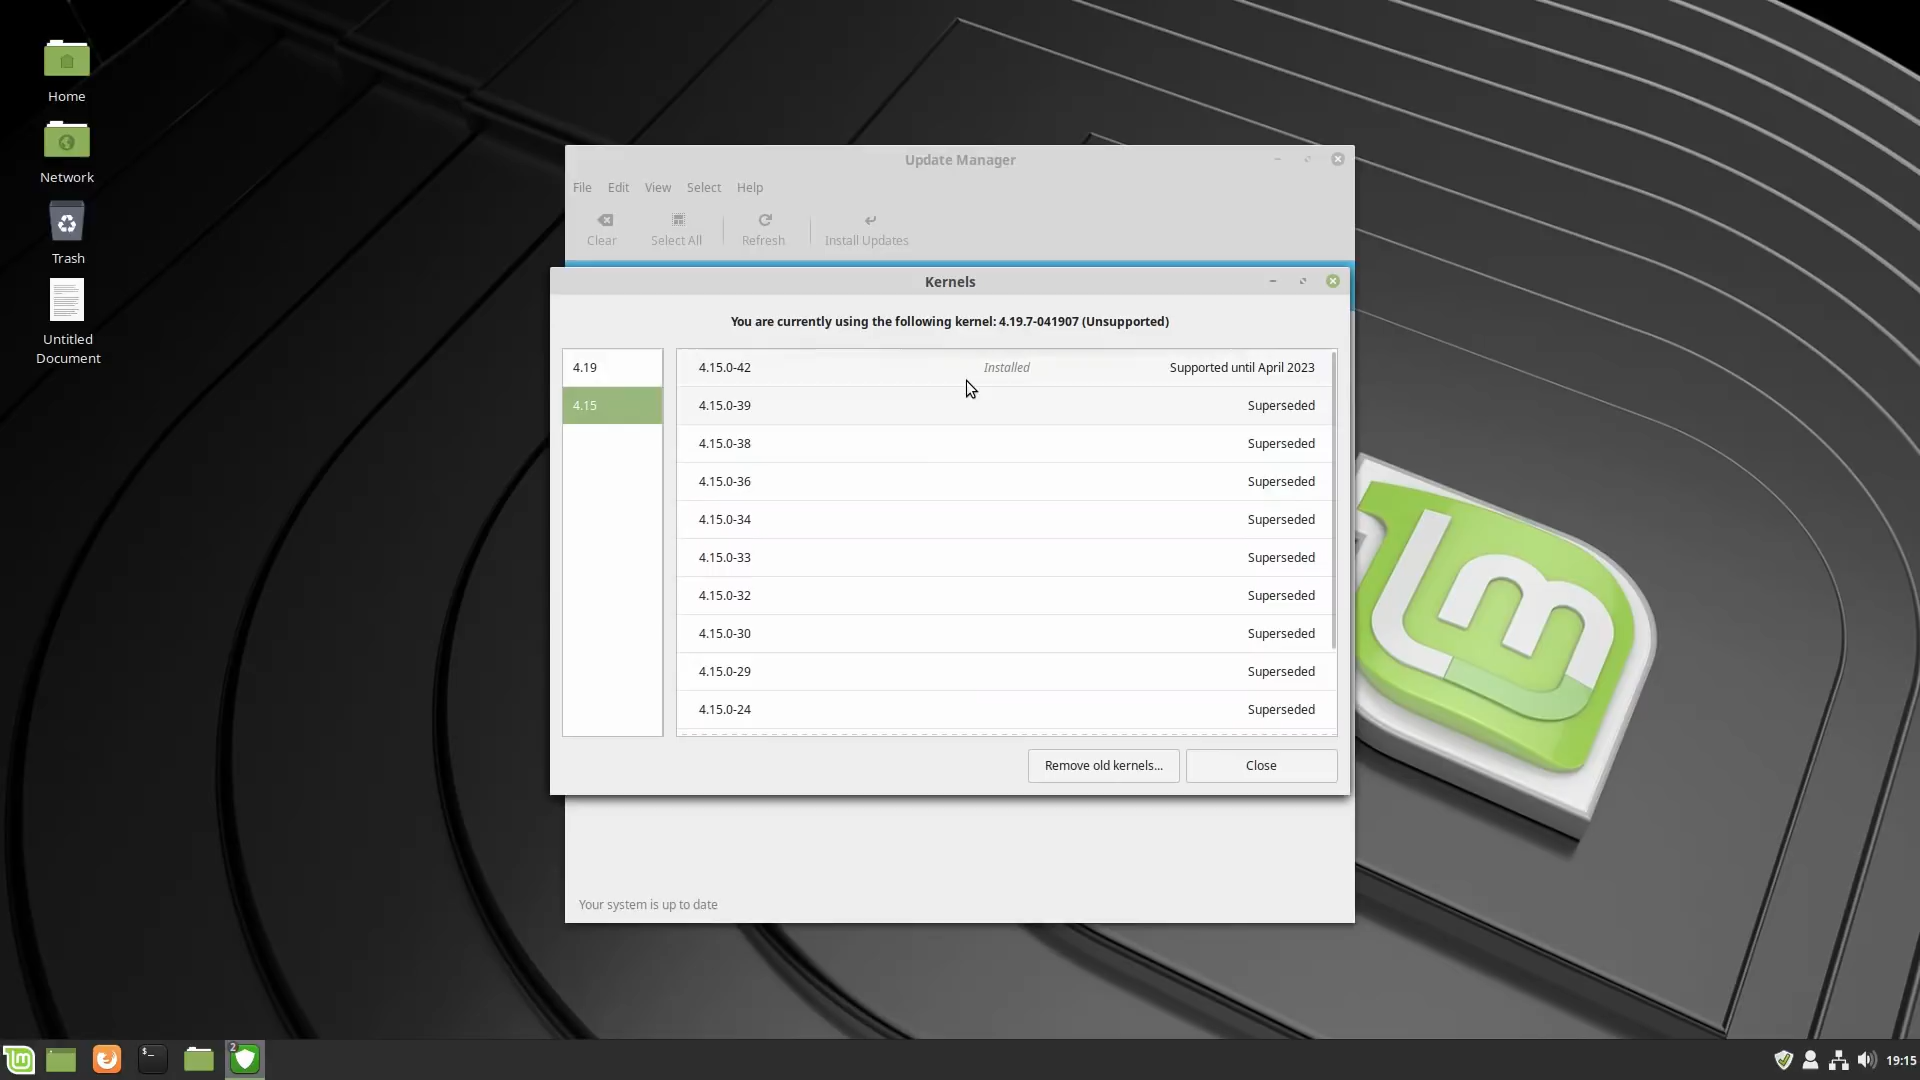 Home
Network
Trash
Untitled
Document
Update Manager
File Edit View Select Help
Clear Select All Refresh Install Updates
Kernels
You are currently using the following kernel: 4.19.7-041907 (Unsupported)
4.19
4.15
4.15.0-42 Installed Supported until April 2023
4.15.0-39 Superseded
4.15.0-38 Superseded
4.15.0-36 Superseded
4.15.0-34 Superseded
4.15.0-33 Superseded
4.15.0-32 Superseded
4.15.0-30 Superseded
4.15.0-29 Superseded
4.15.0-24 Superseded
Remove old kernels... Close
Your system is up to date
$_
2
19:15